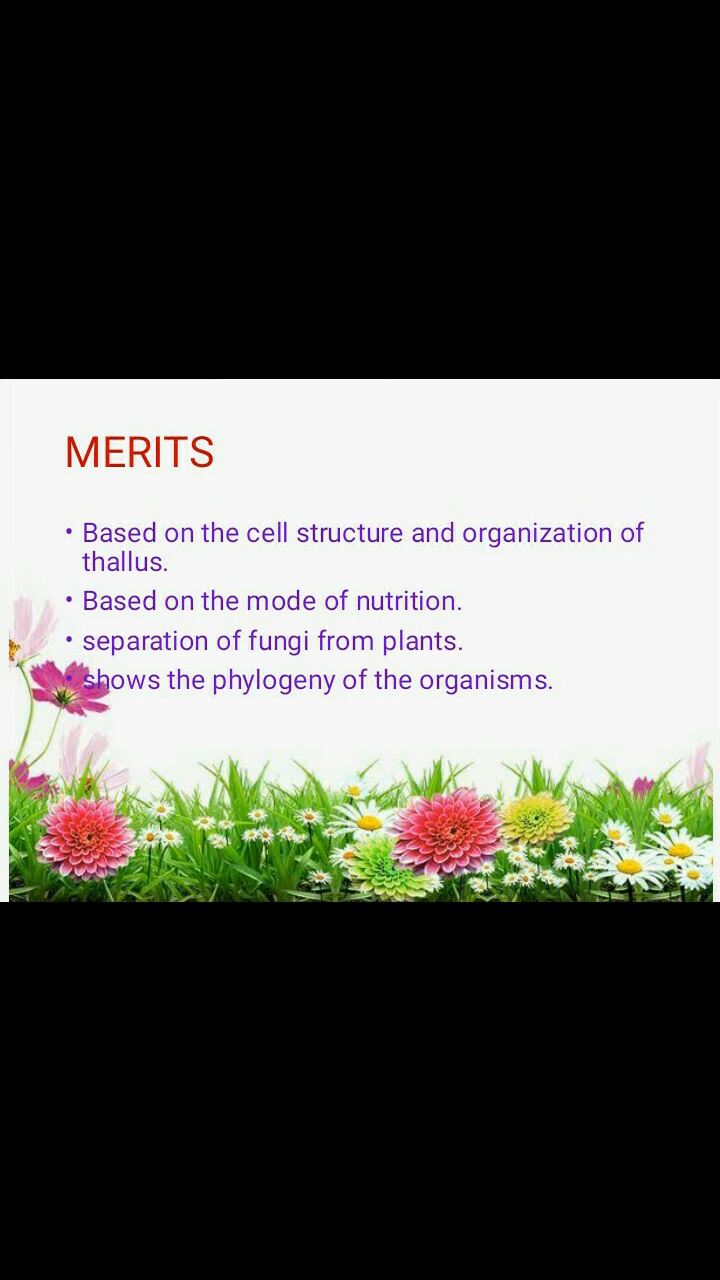 MERITS
• Based on the cell structure and organization of
thallus.
• Based on the mode of nutrition.
• separation of fungi from plants.
• shows the phylogeny of the organisms.